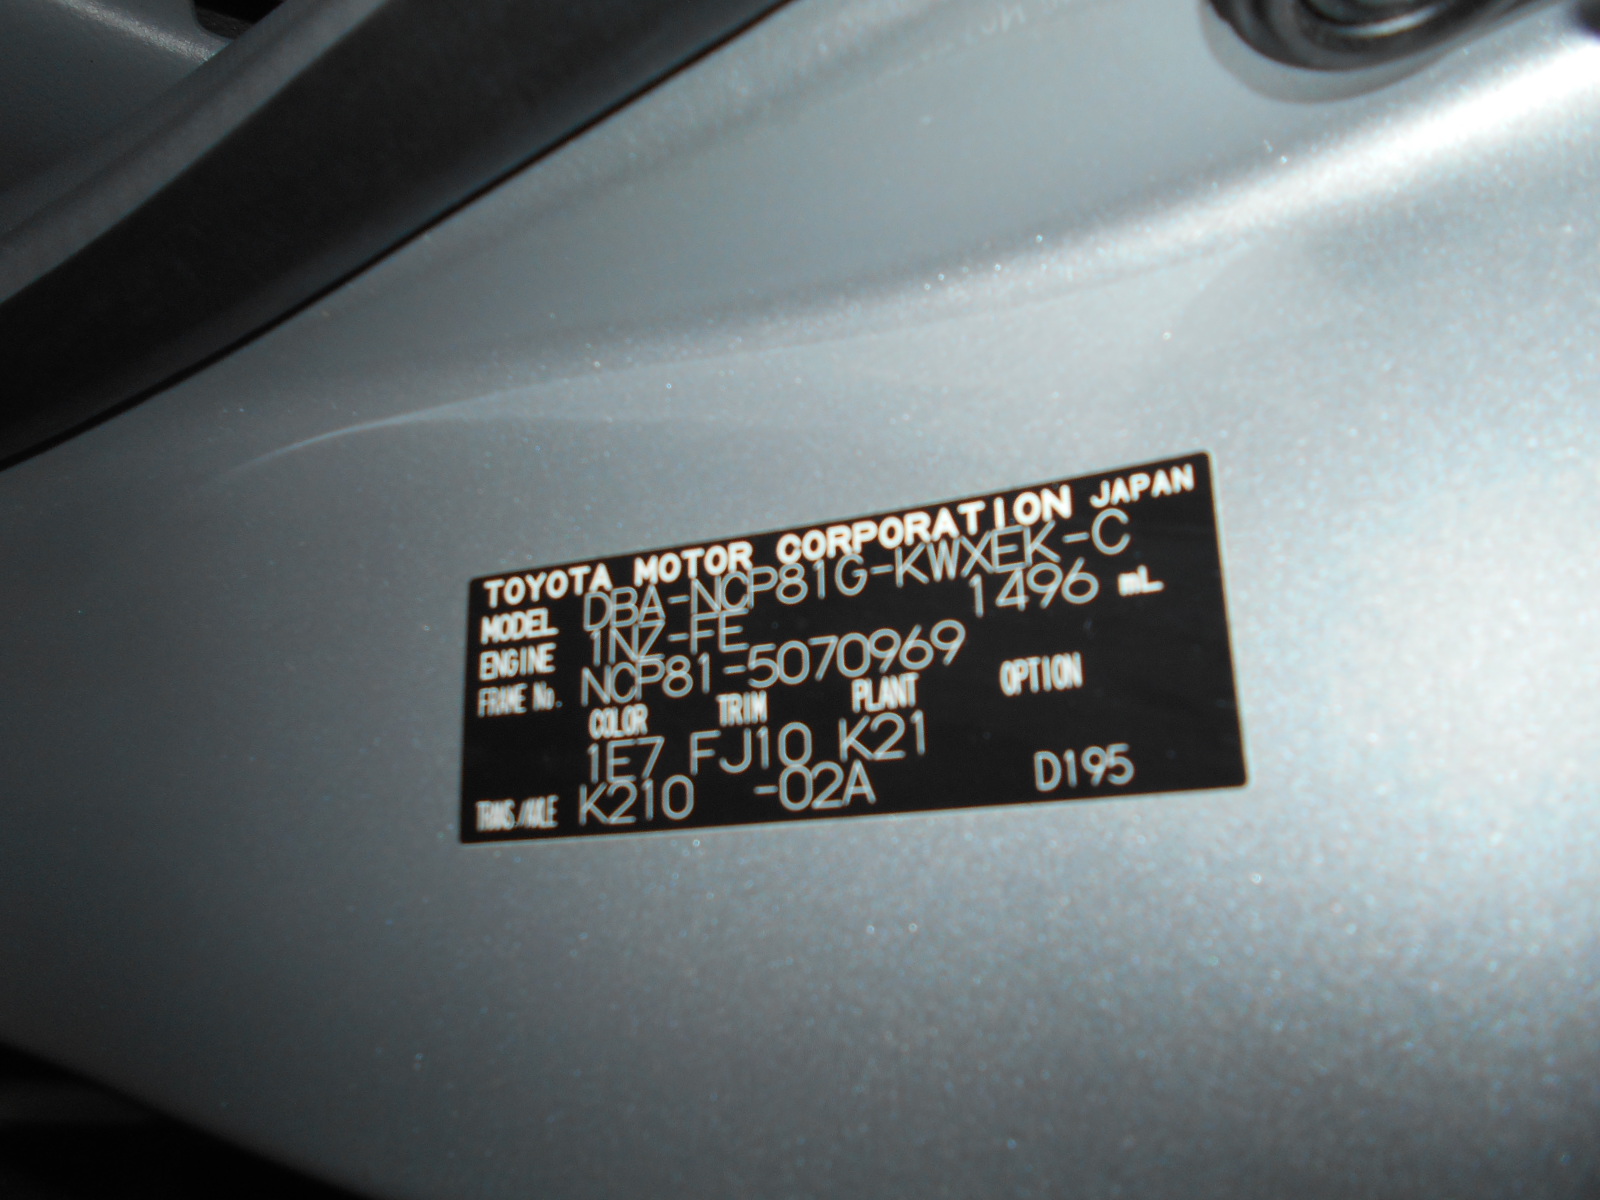 TOYOTA MOTOR CORPORATION JAPAN
MODEL DBA-NCP81G-KWXEK-C
ENGINE 1NZ-FE 1496 mL
FRAME No. NCP81-5070969
COLOR TRIM PLANT OPTION
1E7 FJ10 K21
TRANS/AXLE K210 -02A D195